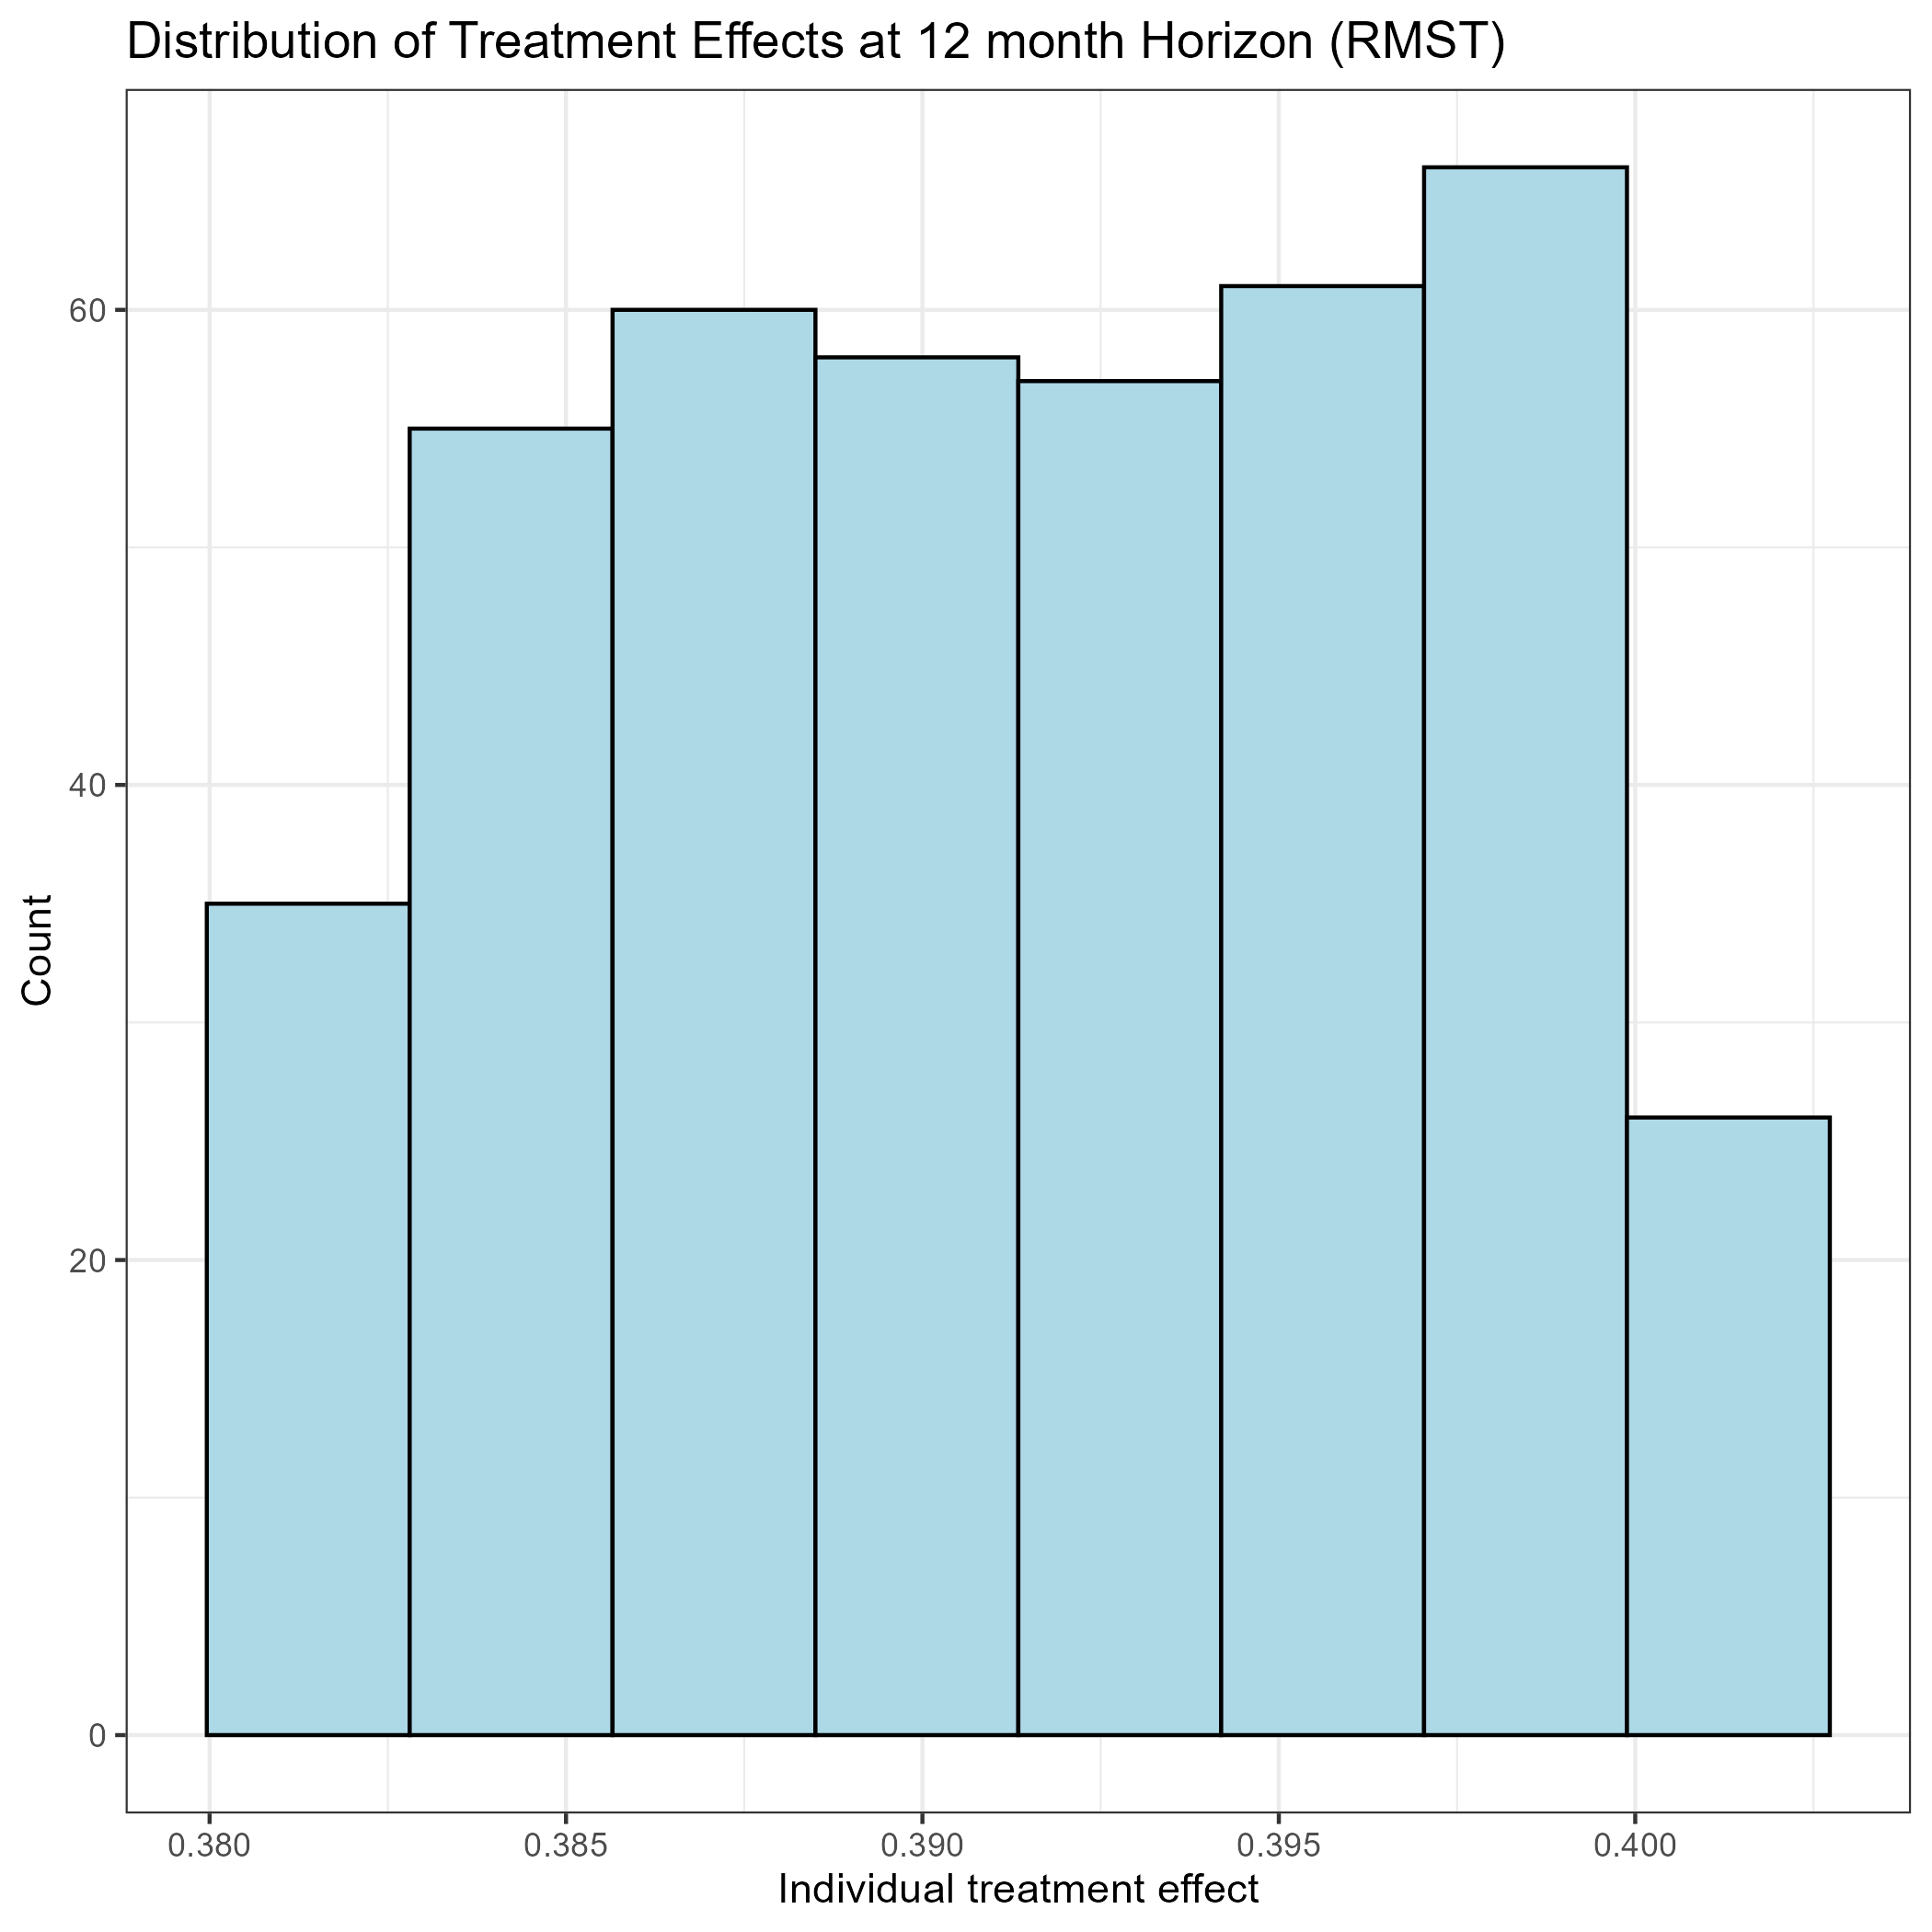 Distribution of Treatment Effects at 12 month Horizon (RMST)
60
40
20
0
Count
0.380 0.385 0.390 0.395 0.400
Individual treatment effect